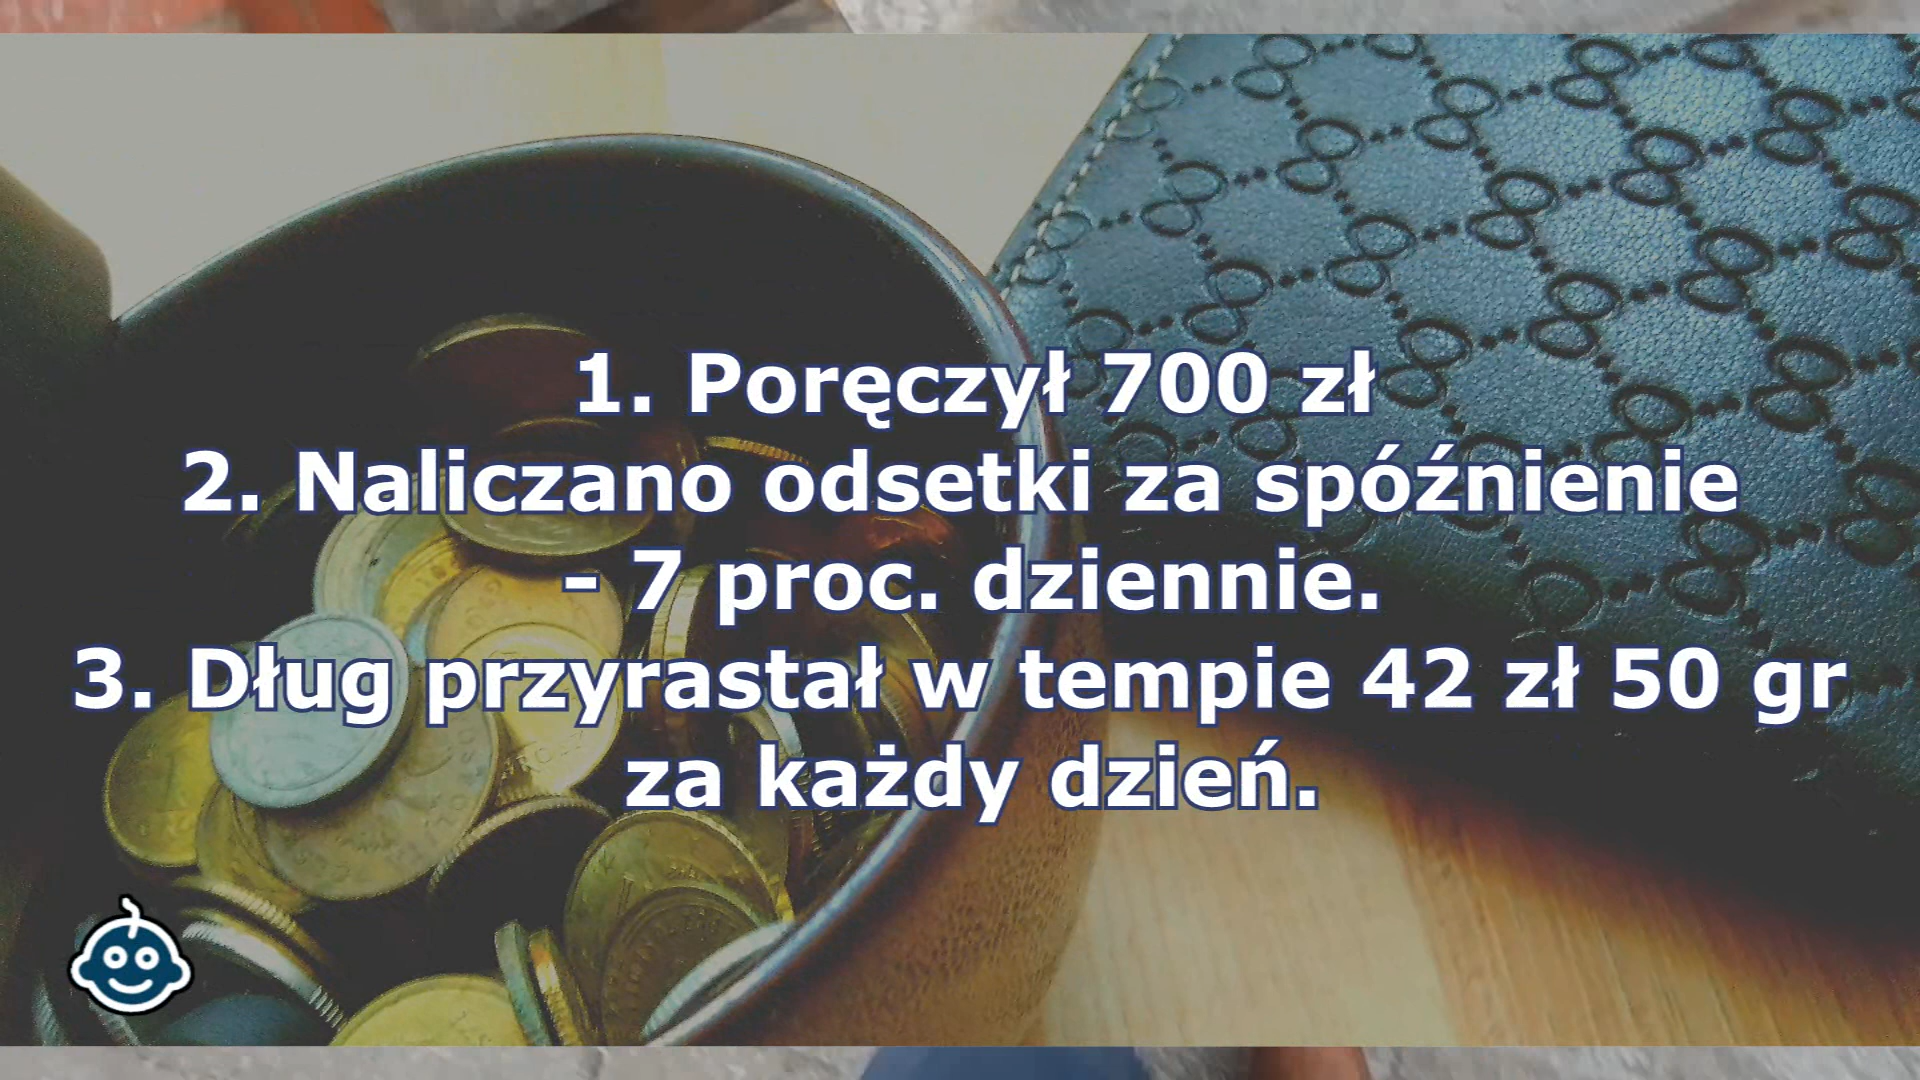 1. Poręczył 700 zł
2. Naliczano odsetki za spóźnienie
- 7 proc. dziennie.
3. Dług przyrastał w tempie 42 zł 50 gr
za każdy dzień.